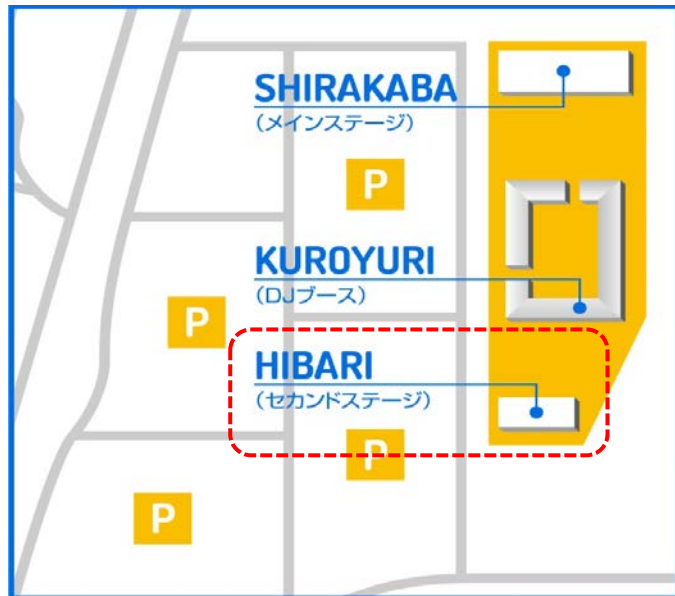 SHIRAKABA
（メインステージ）
P
KUROYURI
（DJブース）
P
HIBARI
（セカンドステージ）
P
P